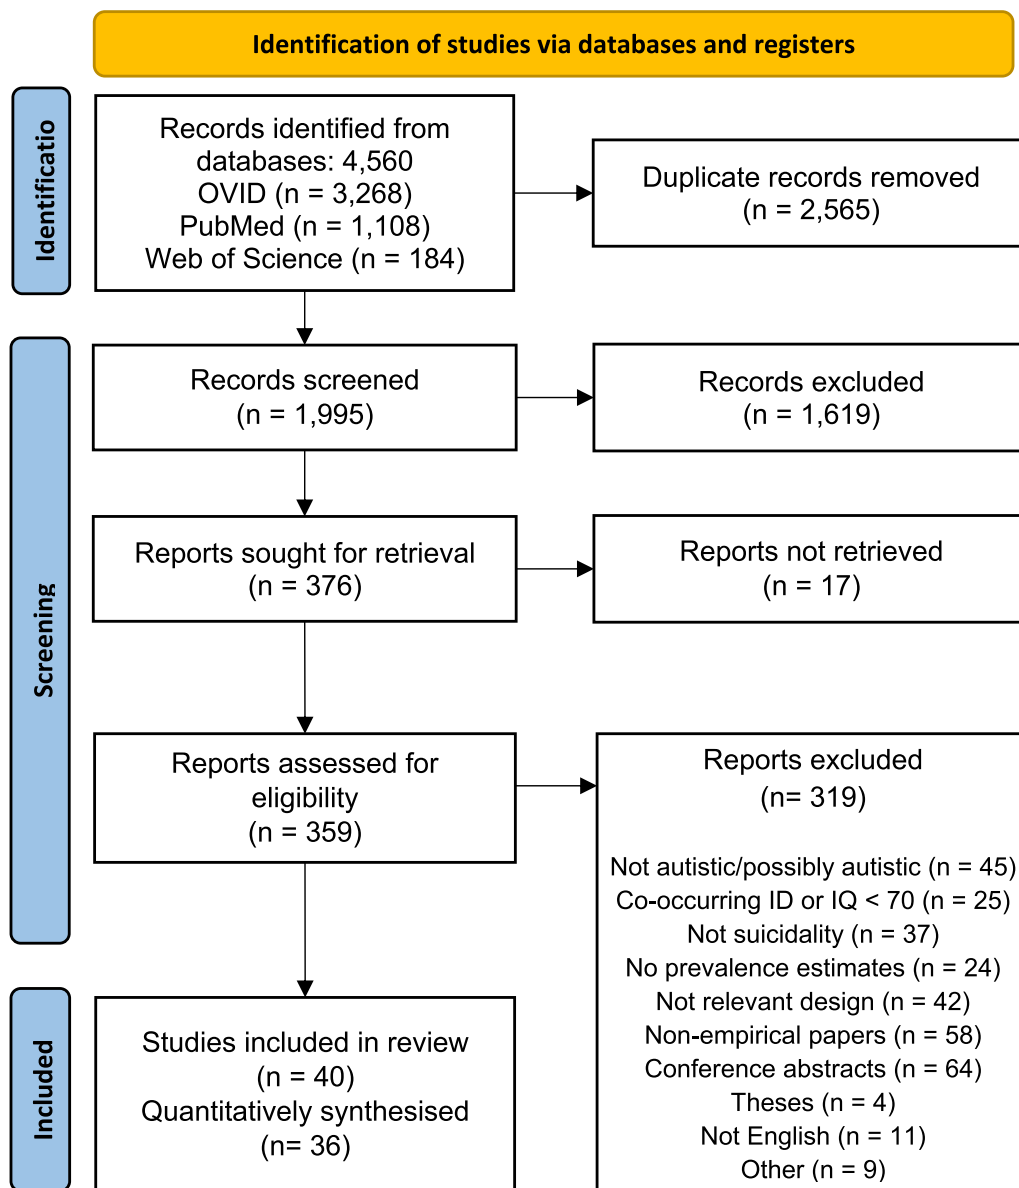 Identification of studies via databases and registers
Identificatio
Records identified from
databases: 4,560
OVID (n = 3,268)
PubMed (n = 1,108)
Web of Science (n = 184)
Duplicate records removed
(n = 2,565)
Screening
Records screened
(n = 1,995)
Records excluded
(n = 1,619)
Reports sought for retrieval
(n = 376)
Reports not retrieved
(n = 17)
Reports assessed for
eligibility
(n = 359)
Reports excluded
(n= 319)
Not autistic/possibly autistic (n = 45)
Co-occurring ID or IQ < 70 (n = 25)
Not suicidality (n = 37)
No prevalence estimates (n = 24)
Not relevant design (n = 42)
Non-empirical papers (n = 58)
Conference abstracts (n = 64)
Theses (n = 4)
Not English (n = 11)
Other (n = 9)
Included
Studies included in review
(n = 40)
Quantitatively synthesised
(n= 36)